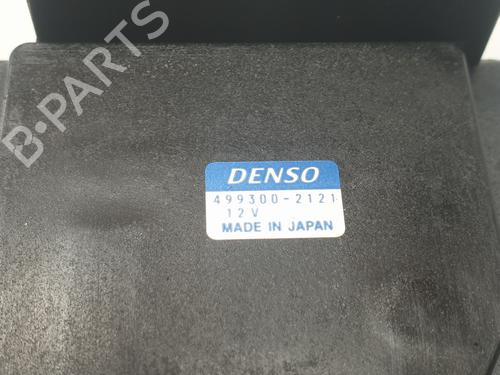 B-PARTS
DENSO
499300-2121
12V
MADE IN JAPAN